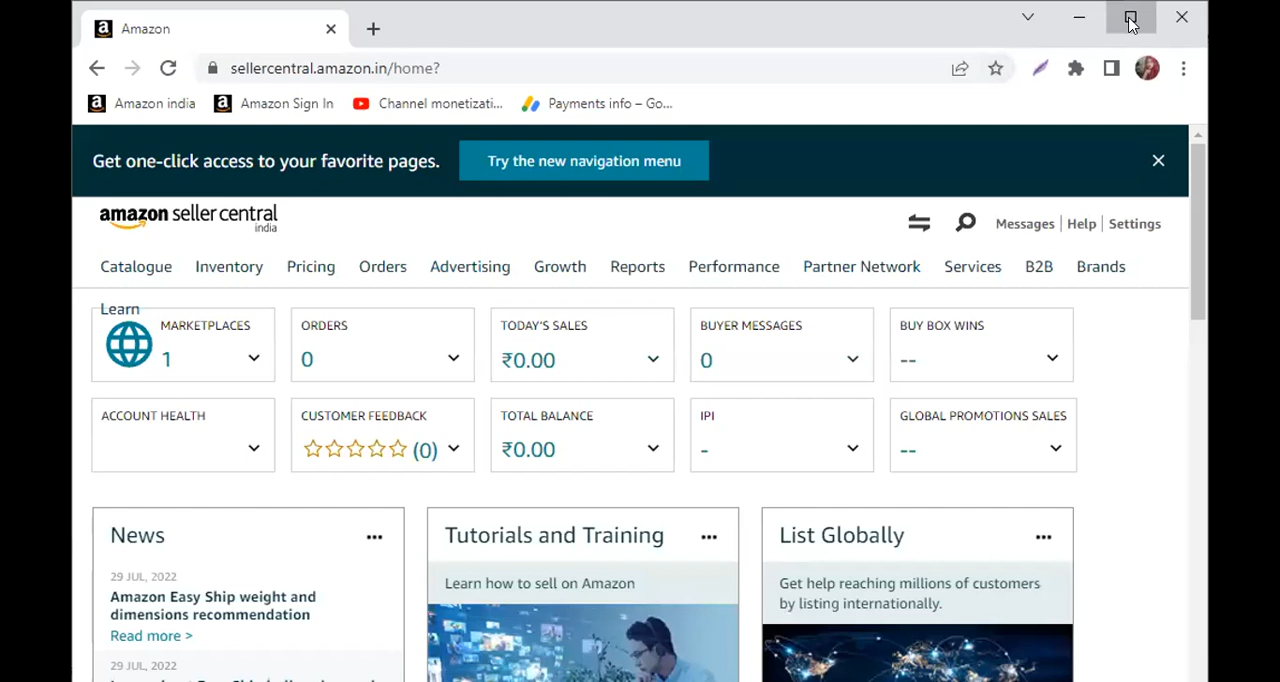 Amazon
sellercentral.amazon.in/home?
Amazon india
Amazon Sign In
Channel monetizati...
Payments info – Go...
Get one-click access to your favorite pages.
Try the new navigation menu
amazon seller central
india
Messages | Help | Settings
Catalogue Inventory Pricing Orders Advertising Growth Reports Performance Partner Network Services B2B Brands
Learn
MARKETPLACES
1
ORDERS
0
TODAY'S SALES
₹0.00
BUYER MESSAGES
0
BUY BOX WINS
--
ACCOUNT HEALTH
CUSTOMER FEEDBACK
(0)
TOTAL BALANCE
₹0.00
IPI
-
GLOBAL PROMOTIONS SALES
--
News
29 JUL, 2022
Amazon Easy Ship weight and
dimensions recommendation
Read more >
29 JUL, 2022
Tutorials and Training
Learn how to sell on Amazon
List Globally
Get help reaching millions of customers
by listing internationally.